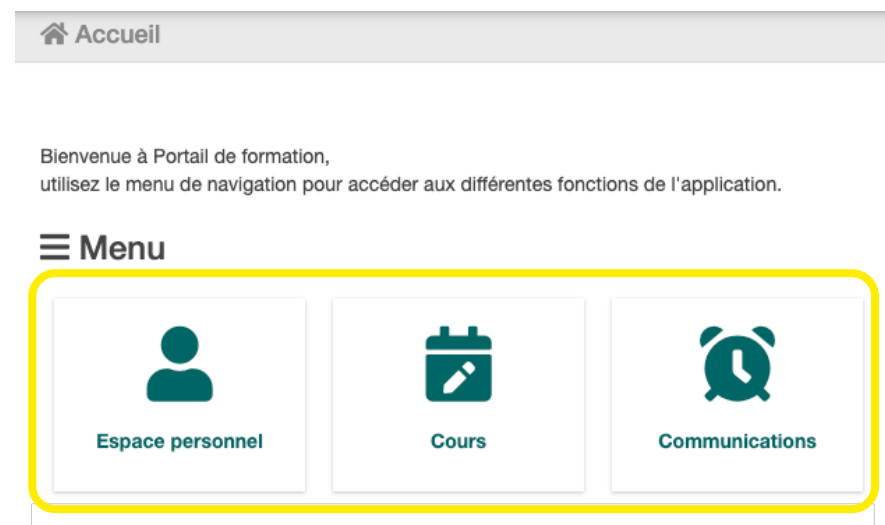 Accueil
Bienvenue à Portail de formation,
utilisez le menu de navigation pour accéder aux différentes fonctions de l'application.
Menu
Espace personnel
Cours
Communications